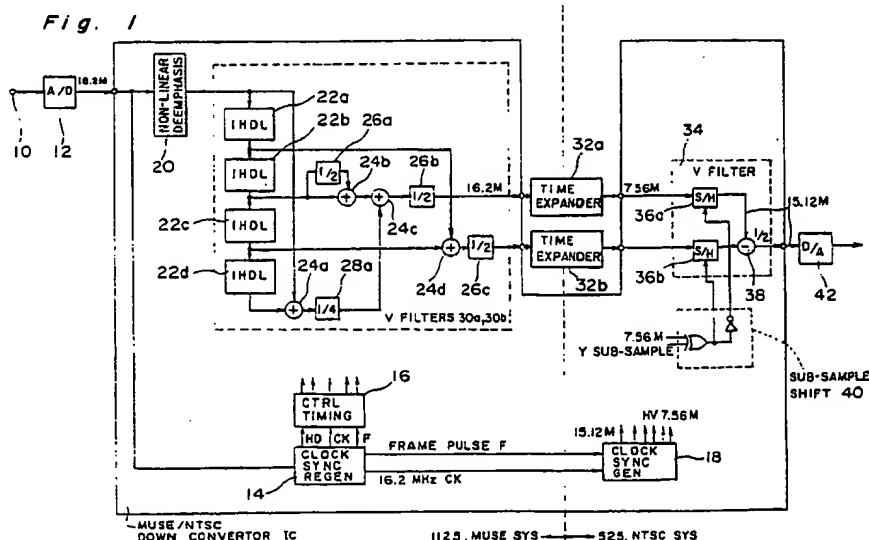 Fig. 1
10
A/D
12
16.2M
NON-LINEAR
DEEMPHASIS
20
1HDL
22a
1HDL
22b
1HDL
22c
1HDL
22d
1/2
26a
24b
24c
1/2
26b
16.2M
24a
1/4
28a
24d
1/2
26c
V FILTERS 30a,30b
TIME
EXPANDER
32a
TIME
EXPANDER
32b
7.56M
34
V FILTER
S/H
36a
S/H
36b
15.12M
1/2
38
D/A
42
7.56M
Y SUB-SAMPLE
SUB-SAMPLE
SHIFT 40
CTRL
TIMING
16
HD CK F
CLOCK
SYNC
REGEN
14
FRAME PULSE F
16.2 MHz CK
15.12M
HV 7.56M
CLOCK
SYNC
GEN
18
MUSE/NTSC
DOWN CONVERTOR IC
1125, MUSE SYS
525, NTSC SYS